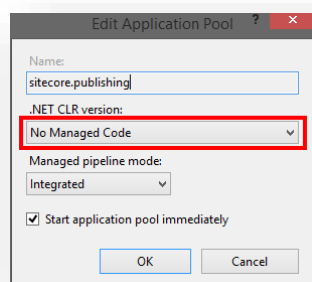 Edit Application Pool ? ×
Name:
sitecore.publishing
.NET CLR version:
No Managed Code
Managed pipeline mode:
Integrated
Start application pool immediately
OK Cancel